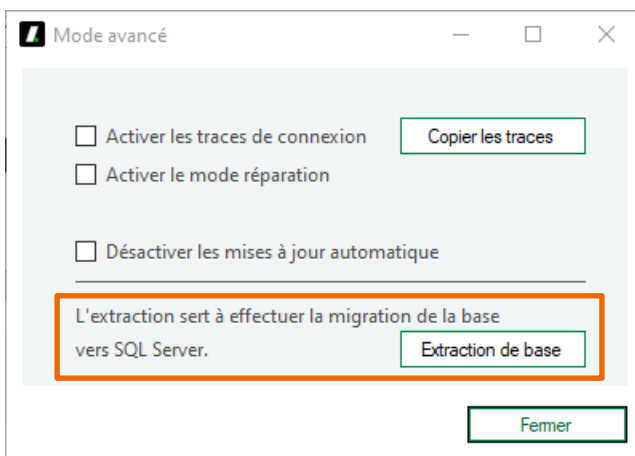 Mode avancé
Activer les traces de connexion
Copier les traces
Activer le mode réparation
Désactiver les mises à jour automatique
L'extraction sert à effectuer la migration de la base
vers SQL Server.
Extraction de base
Fermer